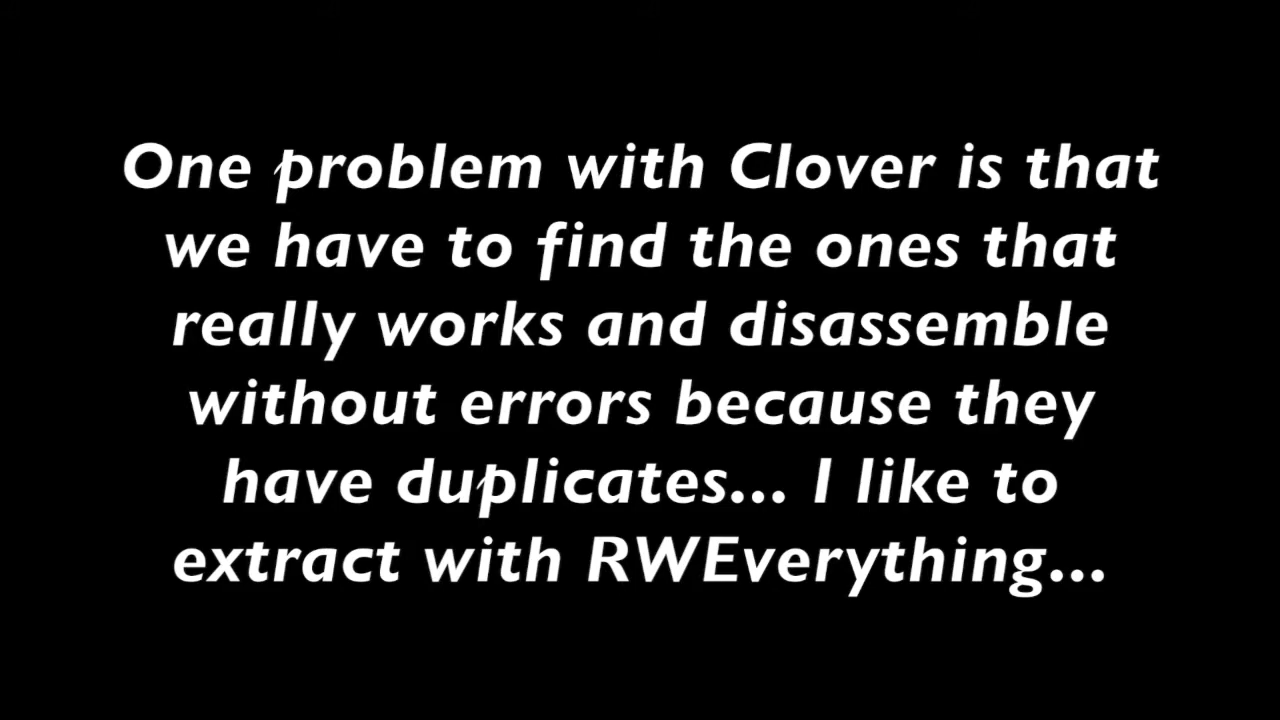 One problem with Clover is that
we have to find the ones that
really works and disassemble
without errors because they
have duplicates... I like to
extract with RWEverything...